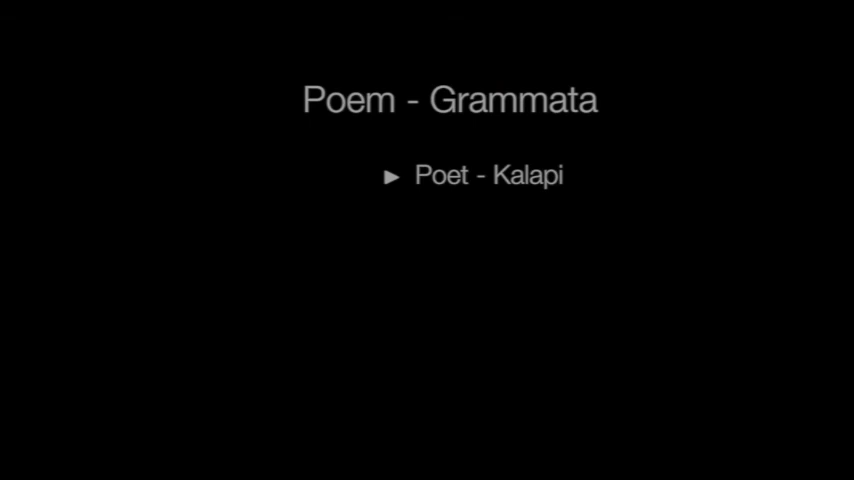 Poem - Grammata
► Poet - Kalapi